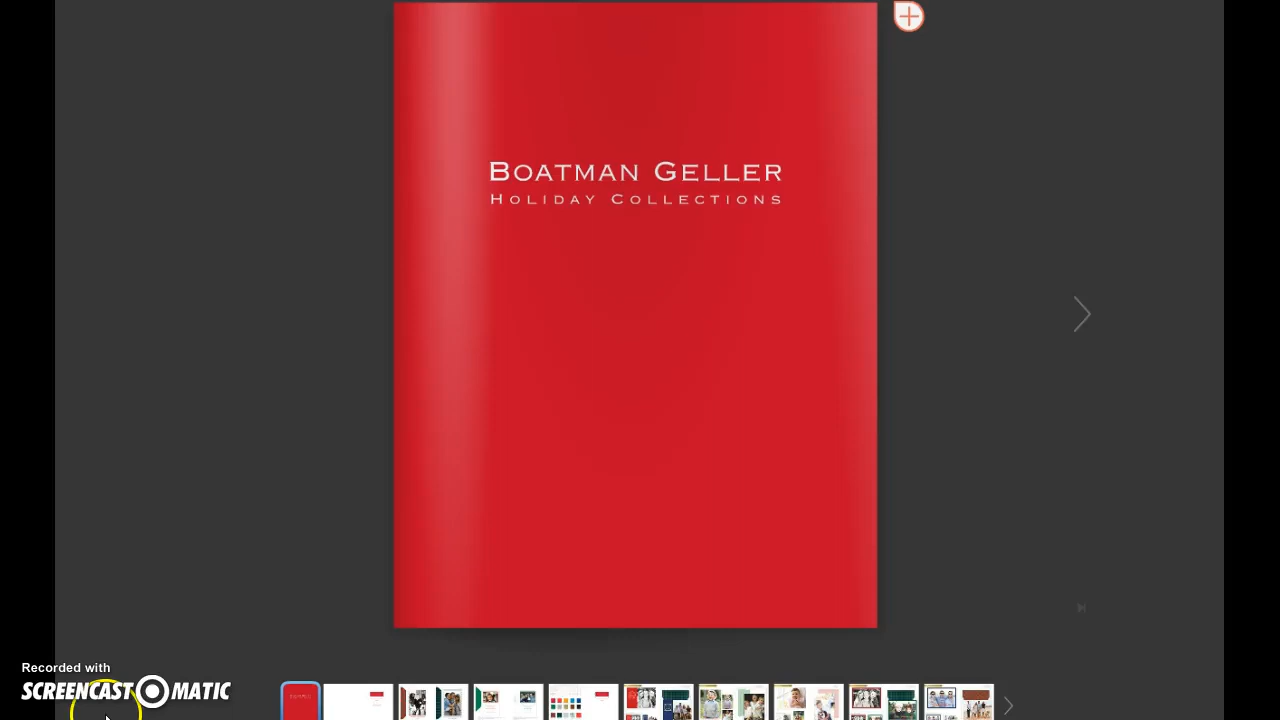 BOATMAN GELLER
HOLIDAY COLLECTIONS
Recorded with
SCREENCAST MATIC